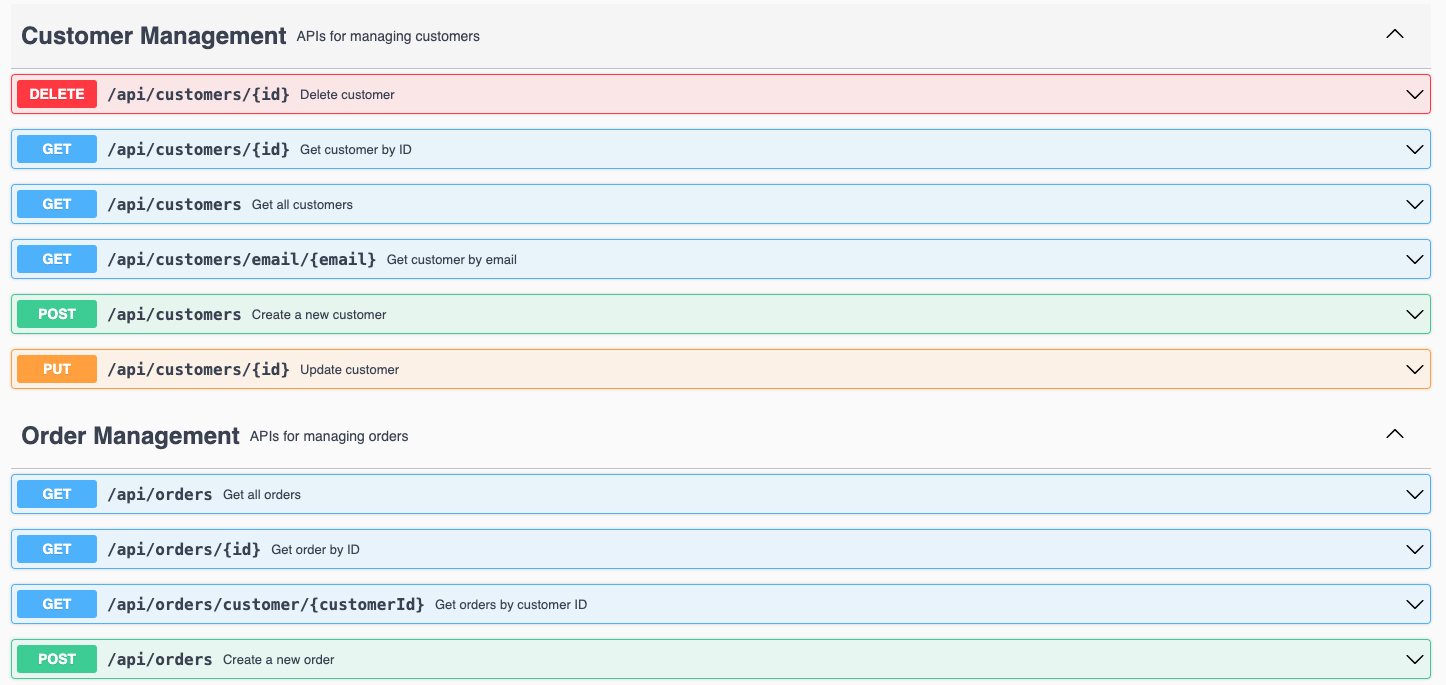 Customer Management APIs for managing customers
DELETE /api/customers/{id} Delete customer
GET /api/customers/{id} Get customer by ID
GET /api/customers Get all customers
GET /api/customers/email/{email} Get customer by email
POST /api/customers Create a new customer
PUT /api/customers/{id} Update customer
Order Management APIs for managing orders
GET /api/orders Get all orders
GET /api/orders/{id} Get order by ID
GET /api/orders/customer/{customerId} Get orders by customer ID
POST /api/orders Create a new order